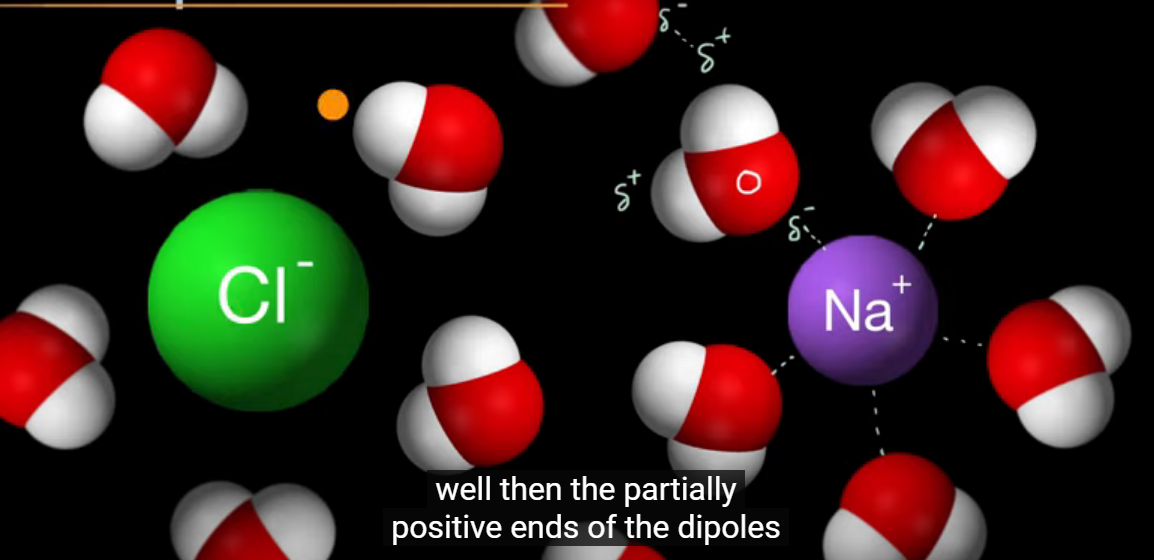 δ-
δ+
δ+
O
δ-
Cl-
Na+
well then the partially
positive ends of the dipoles